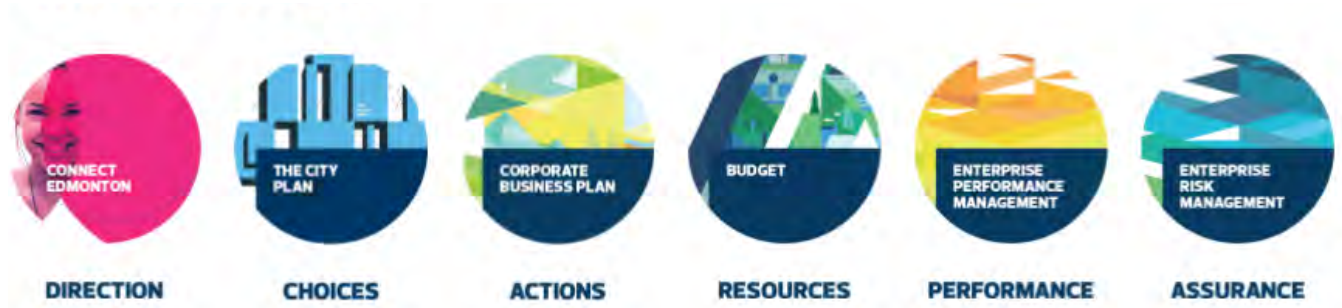 CONNECT
EDMONTON
THE CITY
PLAN
CORPORATE
BUSINESS PLAN
BUDGET
ENTERPRISE
PERFORMANCE
MANAGEMENT
ENTERPRISE
RISK
MANAGEMENT
DIRECTION
CHOICES
ACTIONS
RESOURCES
PERFORMANCE
ASSURANCE